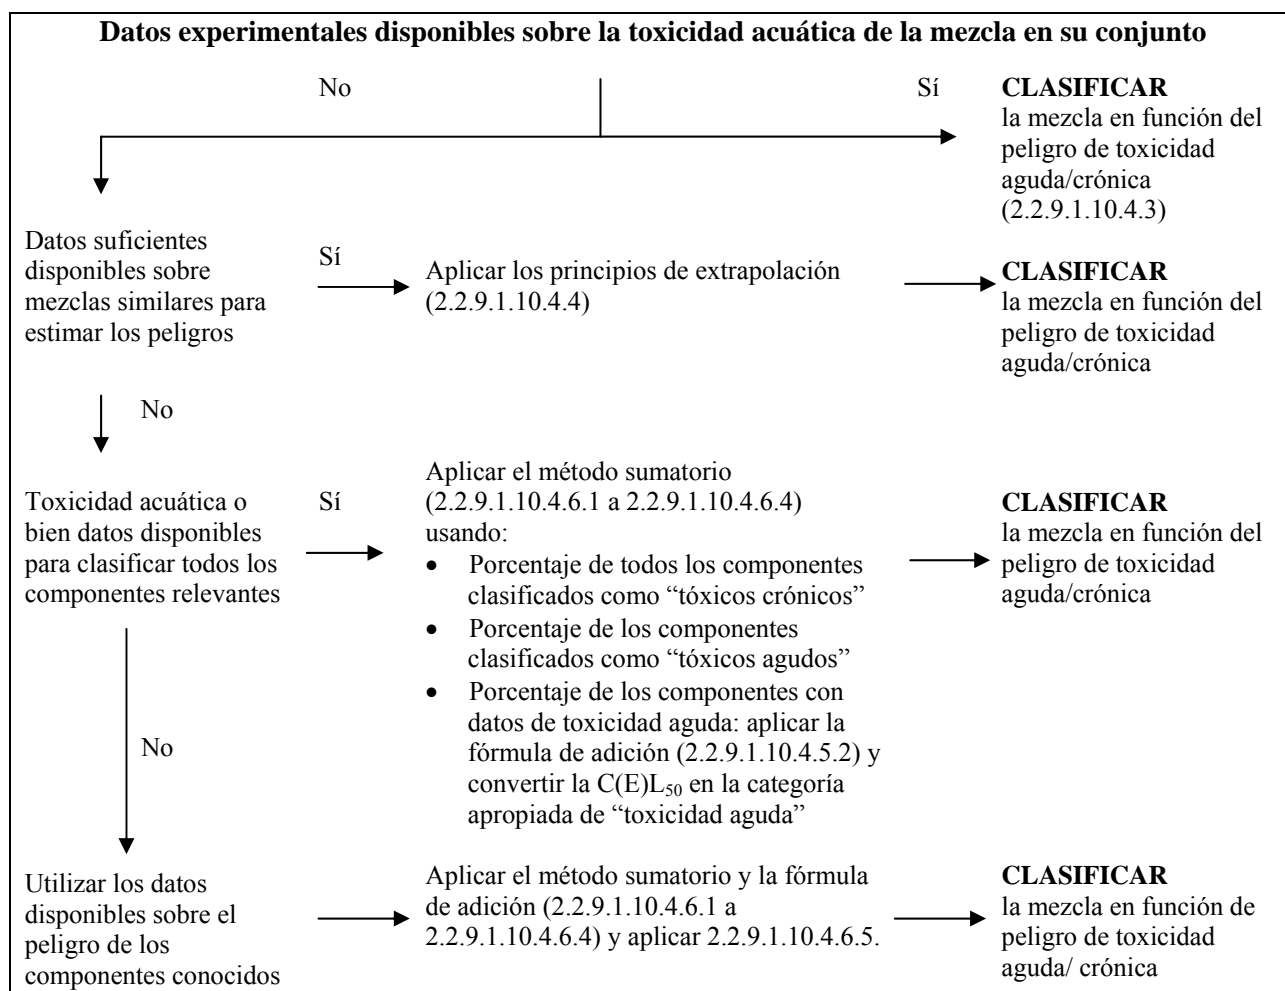 Datos experimentales disponibles sobre la toxicidad acuática de la mezcla en su conjunto
No
Sí
CLASIFICAR
la mezcla en función del
peligro de toxicidad
aguda/crónica
(2.2.9.1.10.4.3)
Datos suficientes
disponibles sobre
mezclas similares para
estimar los peligros
Sí
Aplicar los principios de extrapolación
(2.2.9.1.10.4.4)
CLASIFICAR
la mezcla en función del
peligro de toxicidad
aguda/crónica
No
Toxicidad acuática o
bien datos disponibles
para clasificar todos los
componentes relevantes
Sí
Aplicar el método sumatorio
(2.2.9.1.10.4.6.1 a 2.2.9.1.10.4.6.4)
usando:
• Porcentaje de todos los componentes
clasificados como “tóxicos crónicos”
• Porcentaje de los componentes
clasificados como “tóxicos agudos”
• Porcentaje de los componentes con
datos de toxicidad aguda: aplicar la
fórmula de adición (2.2.9.1.10.4.5.2) y
convertir la C(E)L₅₀ en la categoría
apropiada de “toxicidad aguda”
CLASIFICAR
la mezcla en función del
peligro de toxicidad
aguda/crónica
No
Utilizar los datos
disponibles sobre el
peligro de los
componentes conocidos
Aplicar el método sumatorio y la fórmula
de adición (2.2.9.1.10.4.6.1 a
2.2.9.1.10.4.6.4) y aplicar 2.2.9.1.10.4.6.5.
CLASIFICAR
la mezcla en función de
peligro de toxicidad
aguda/ crónica